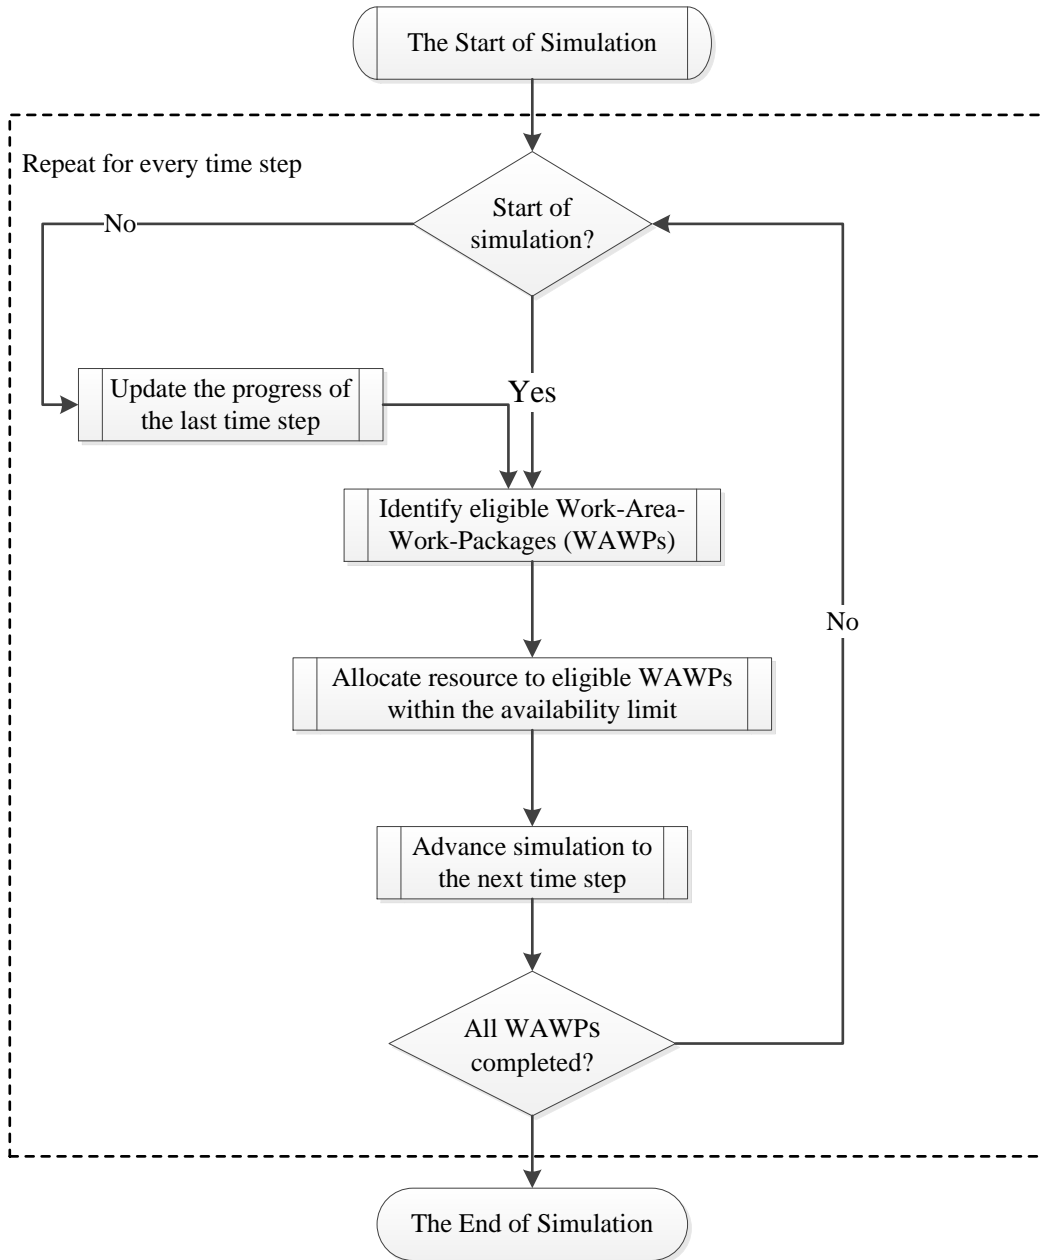 The Start of Simulation
Repeat for every time step
Start of
simulation?
No
Update the progress of
the last time step
Yes
Identify eligible Work-Area-
Work-Packages (WAWPs)
No
Allocate resource to eligible WAWPs
within the availability limit
Advance simulation to
the next time step
All WAWPs
completed?
The End of Simulation